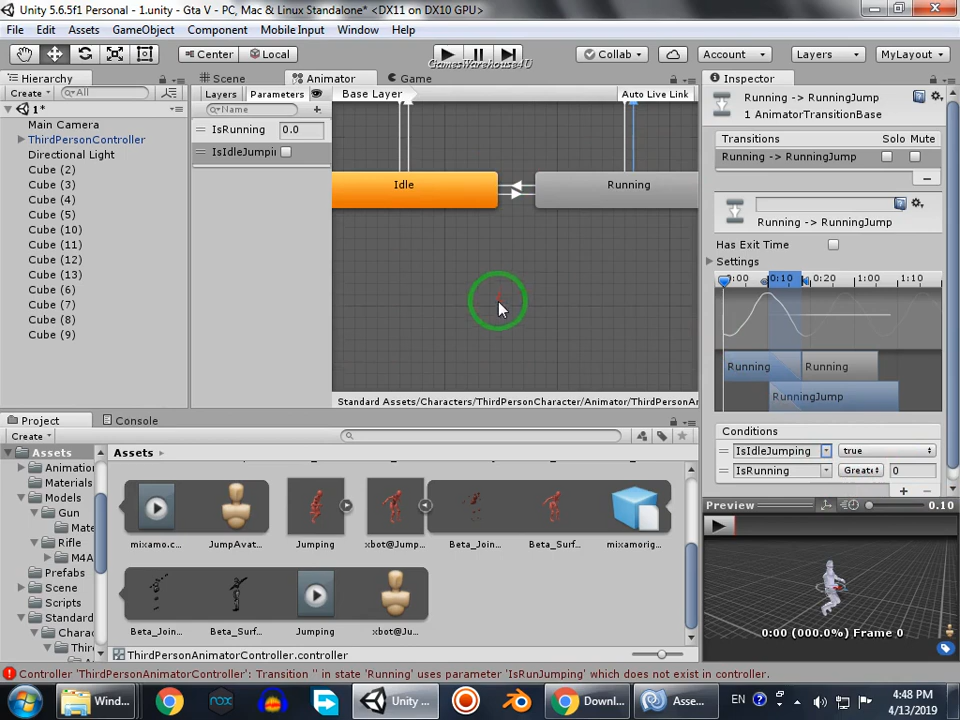 Unity 5.6.5f1 Personal - 1.unity - Gta V - PC, Mac & Linux Standalone* <DX11 on DX10 GPU>
File Edit Assets GameObject Component Mobile Input Window Help
Center Local Collab Account Layers MyLayout
GamesWarehouse4U
Hierarchy
Create All
1*
Main Camera
ThirdPersonController
Directional Light
Cube (2)
Cube (3)
Cube (4)
Cube (5)
Cube (10)
Cube (11)
Cube (12)
Cube (13)
Cube (6)
Cube (7)
Cube (8)
Cube (9)
Scene Animator Game
Layers Parameters Base Layer Auto Live Link
Name
IsRunning 0.0
IsIdleJumpin
Idle
Running
Standard Assets/Characters/ThirdPersonCharacter/Animator/ThirdPersonAn
Inspector
Running -> RunningJump
1 AnimatorTransitionBase
Transitions Solo Mute
Running -> RunningJump
Running -> RunningJump
Has Exit Time
Settings
0:00 0:10 0:20 1:00 1:10
Running Running
RunningJump
Conditions
IsIdleJumping true
IsRunning Greate 0
Preview 0.10
0:00 (000.0%) Frame 0
Project Console
Create
Assets
Animation
Materials
Models
Gun
Mate
Rifle
M4A
Prefabs
Scene
Scripts
Standard
Charac
Third
Assets
mixamo.c... JumpAvat... Jumping xbot@Jump... Beta_Join... Beta_Surf... mixamorig...
Beta_Join... Beta_Surf... Jumping xbot@Ju...
ThirdPersonAnimatorController.controller
Controller 'ThirdPersonAnimatorController': Transition '' in state 'Running' uses parameter 'IsRunJumping' which does not exist in controller.
Wind... Unity ... Downl... Asse...
EN
4:48 PM
4/13/2019